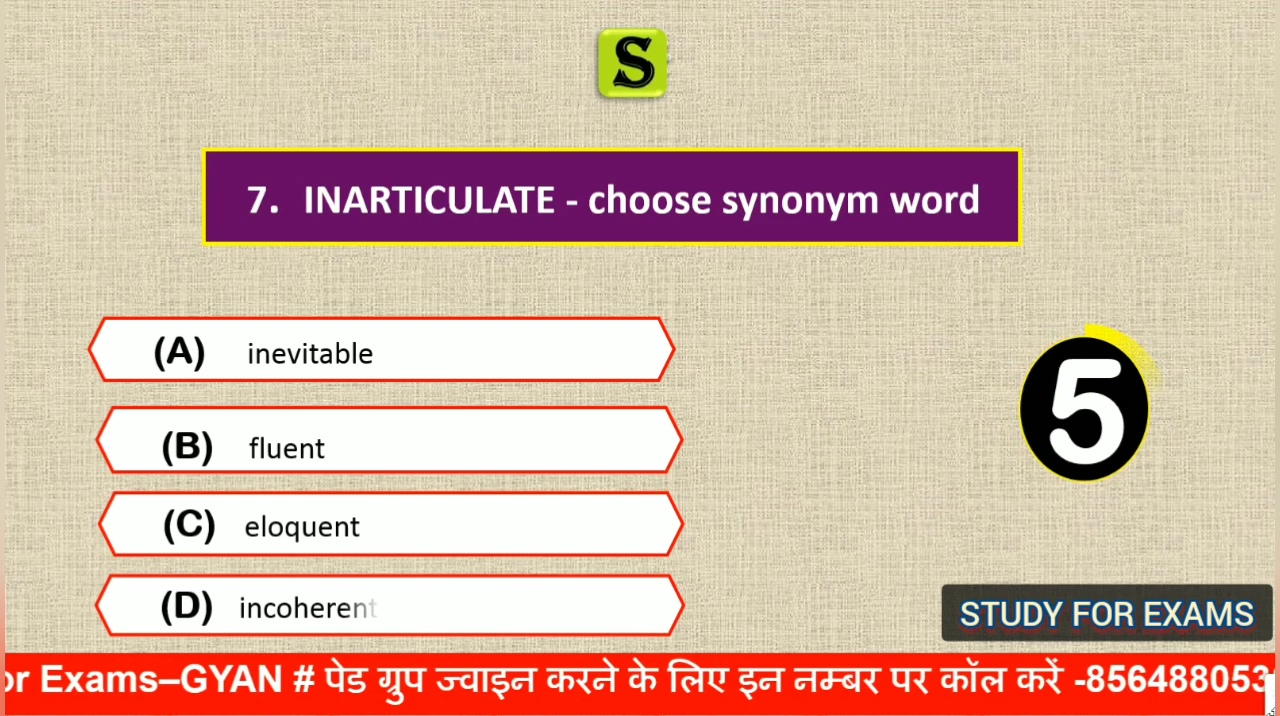 S
7. INARTICULATE - choose synonym word
(A) inevitable
(B) fluent
(C) eloquent
(D) incoherent
5
STUDY FOR EXAMS
or Exams–GYAN # पेड ग्रुप ज्वाइन करने के लिए इन नम्बर पर कॉल करें -856488053